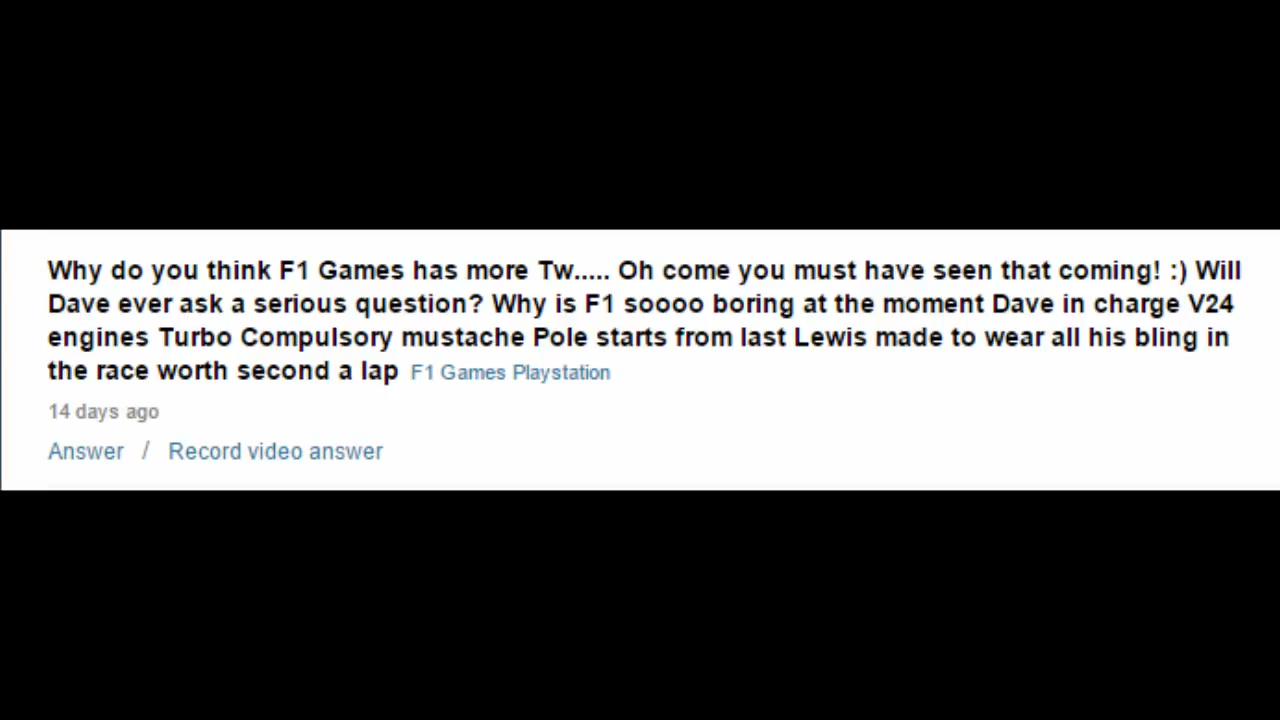 Why do you think F1 Games has more Tw..... Oh come you must have seen that coming! :) Will
Dave ever ask a serious question? Why is F1 soooo boring at the moment Dave in charge V24
engines Turbo Compulsory mustache Pole starts from last Lewis made to wear all his bling in
the race worth second a lap F1 Games Playstation
14 days ago
Answer / Record video answer